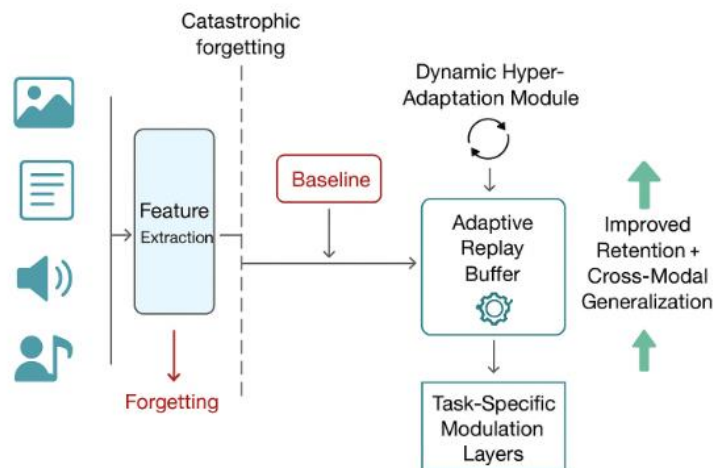 Catastrophic
forgetting
Dynamic Hyper-
Adaptation Module
Baseline
Feature
Extraction
Adaptive
Replay
Buffer
Improved
Retention +
Cross-Modal
Generalization
Forgetting
Task-Specific
Modulation
Layers